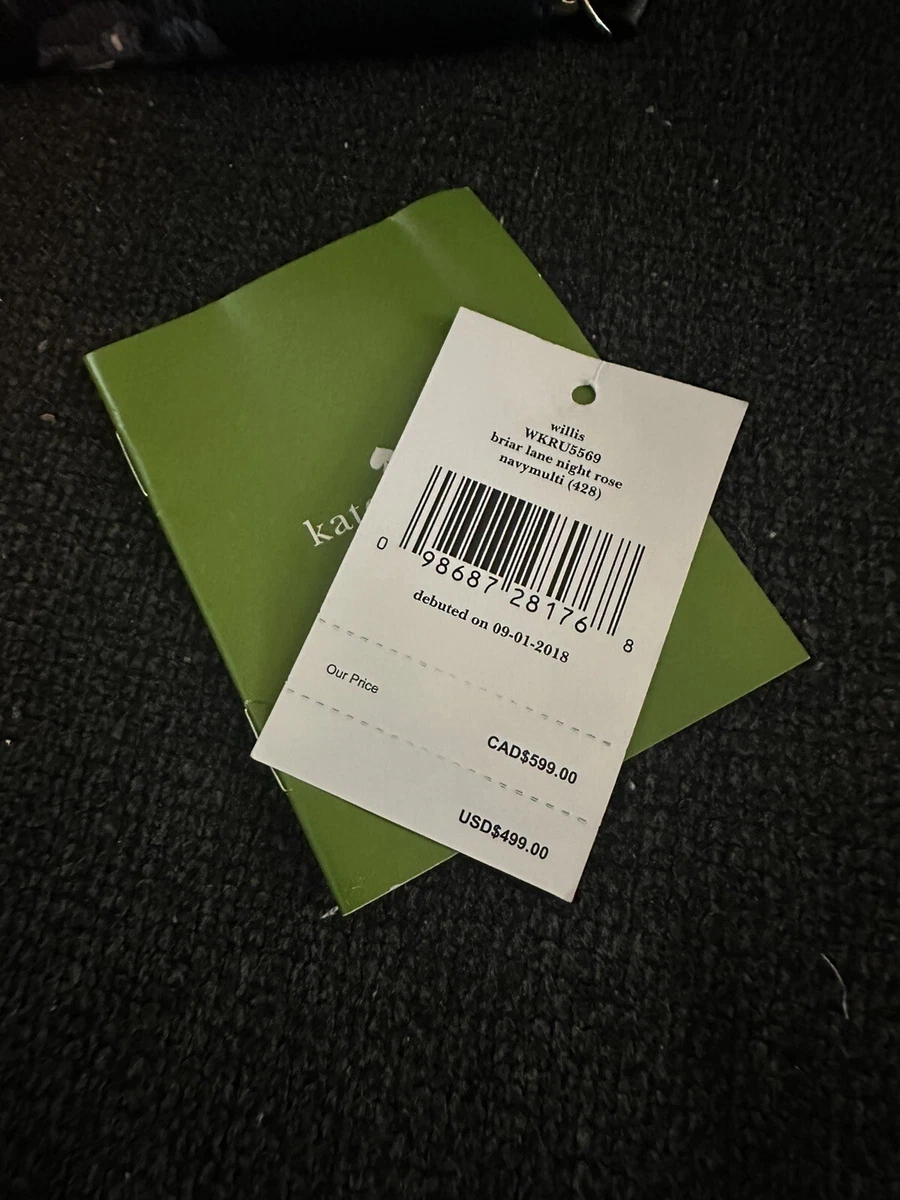 kat
willis
WKRU5569
briar lane night rose
navymulti (428)
0 98687 28176 8
debuted on 09-01-2018
Our Price
CAD$599.00
USD$499.00